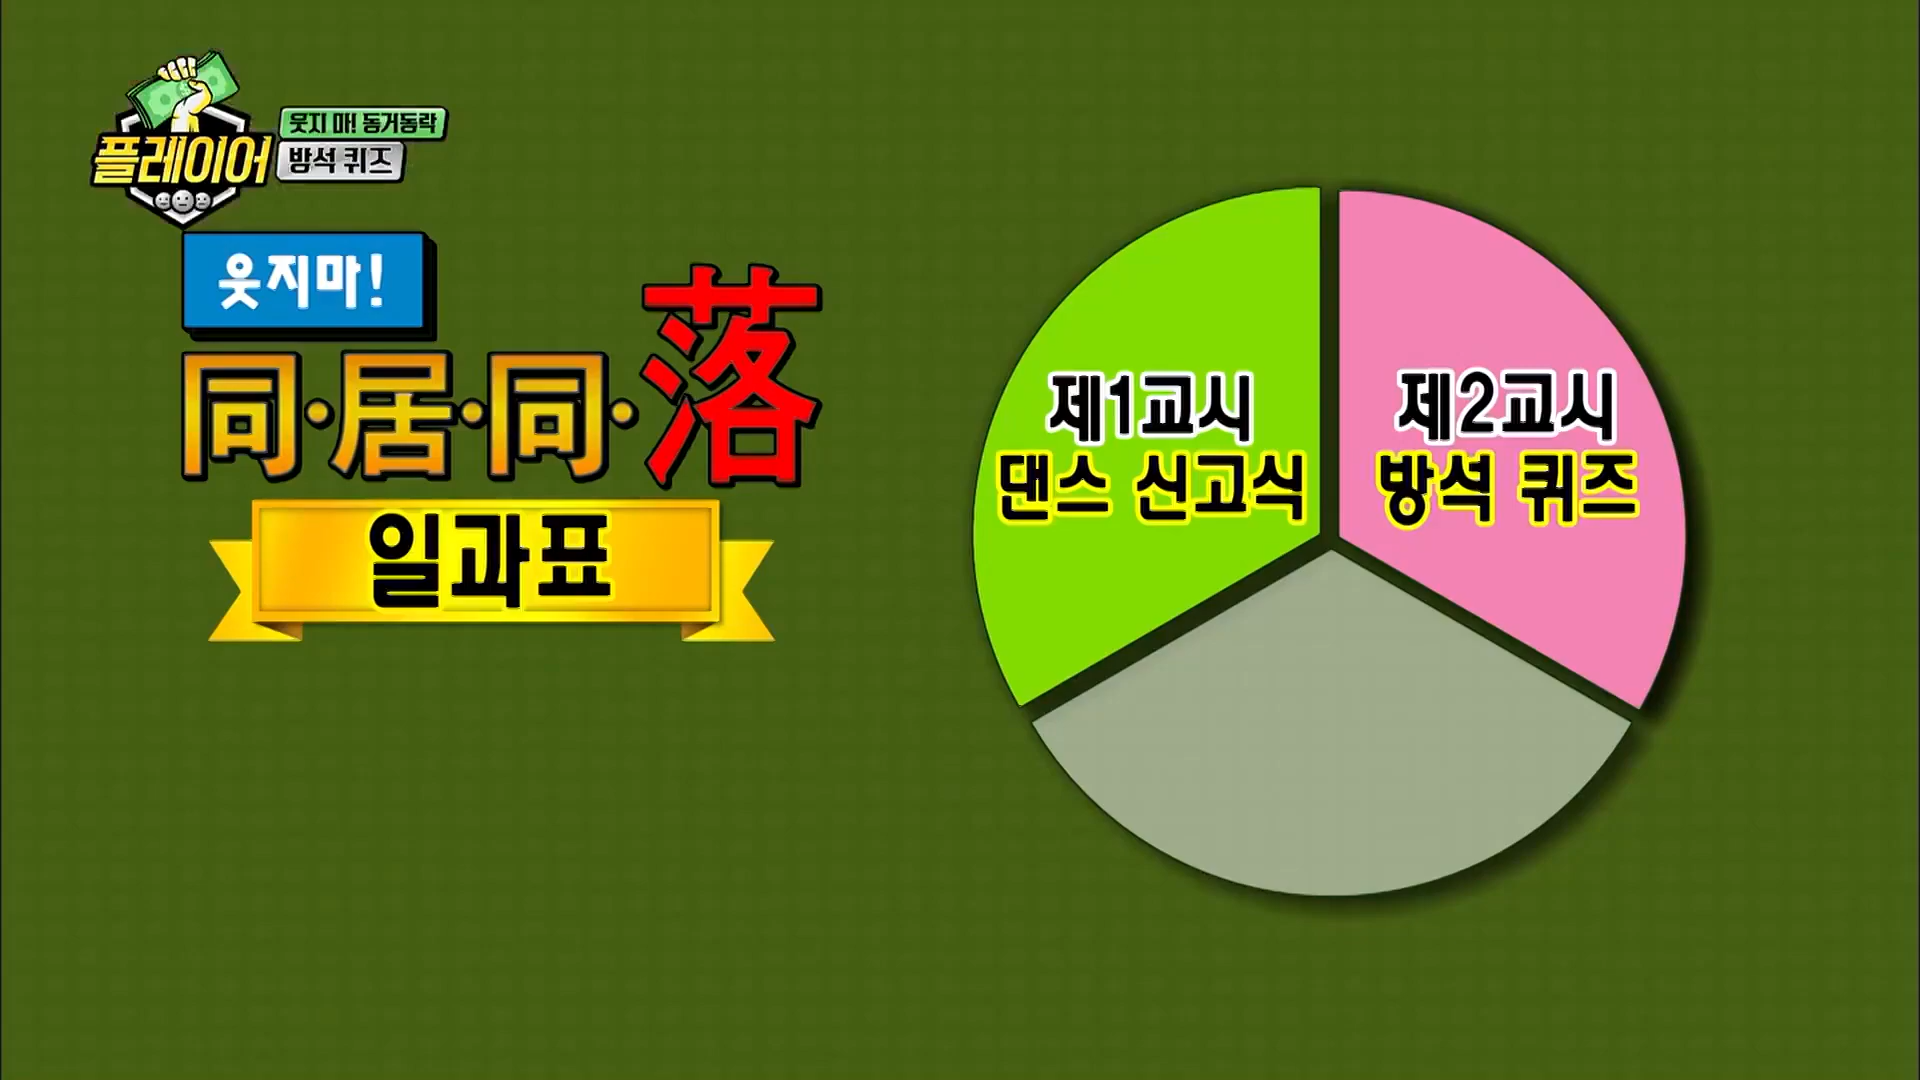 플레이어
웃지 마! 동거동락
방석 퀴즈
웃지마!
同·居·同·落
일과표
제1교시
댄스 신고식
제2교시
방석 퀴즈